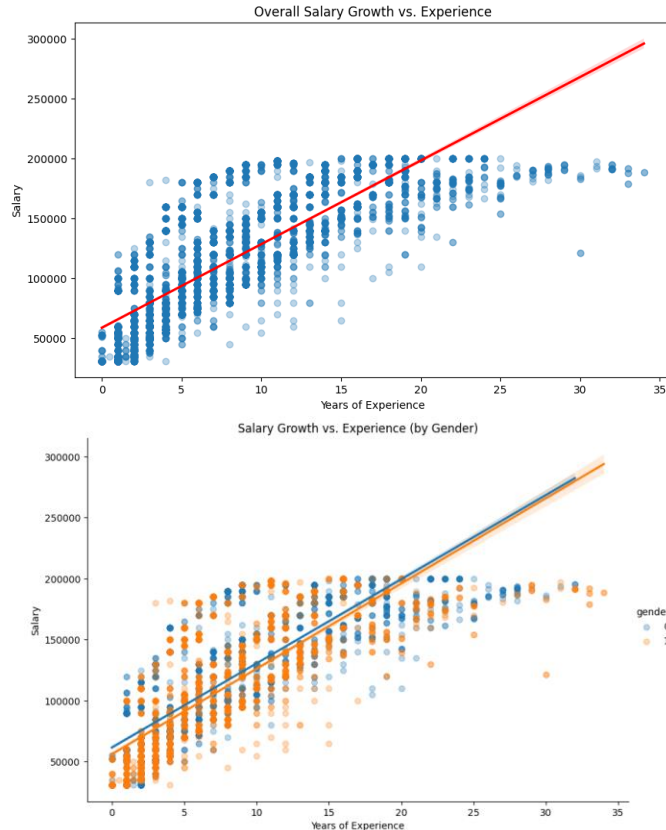 Overall Salary Growth vs. Experience
300000
250000
200000
150000
100000
50000
Salary
0 5 10 15 20 25 30 35
Years of Experience
Salary Growth vs. Experience (by Gender)
300000
250000
200000
150000
100000
50000
Salary
gende
0 5 10 15 20 25 30 35
Years of Experience